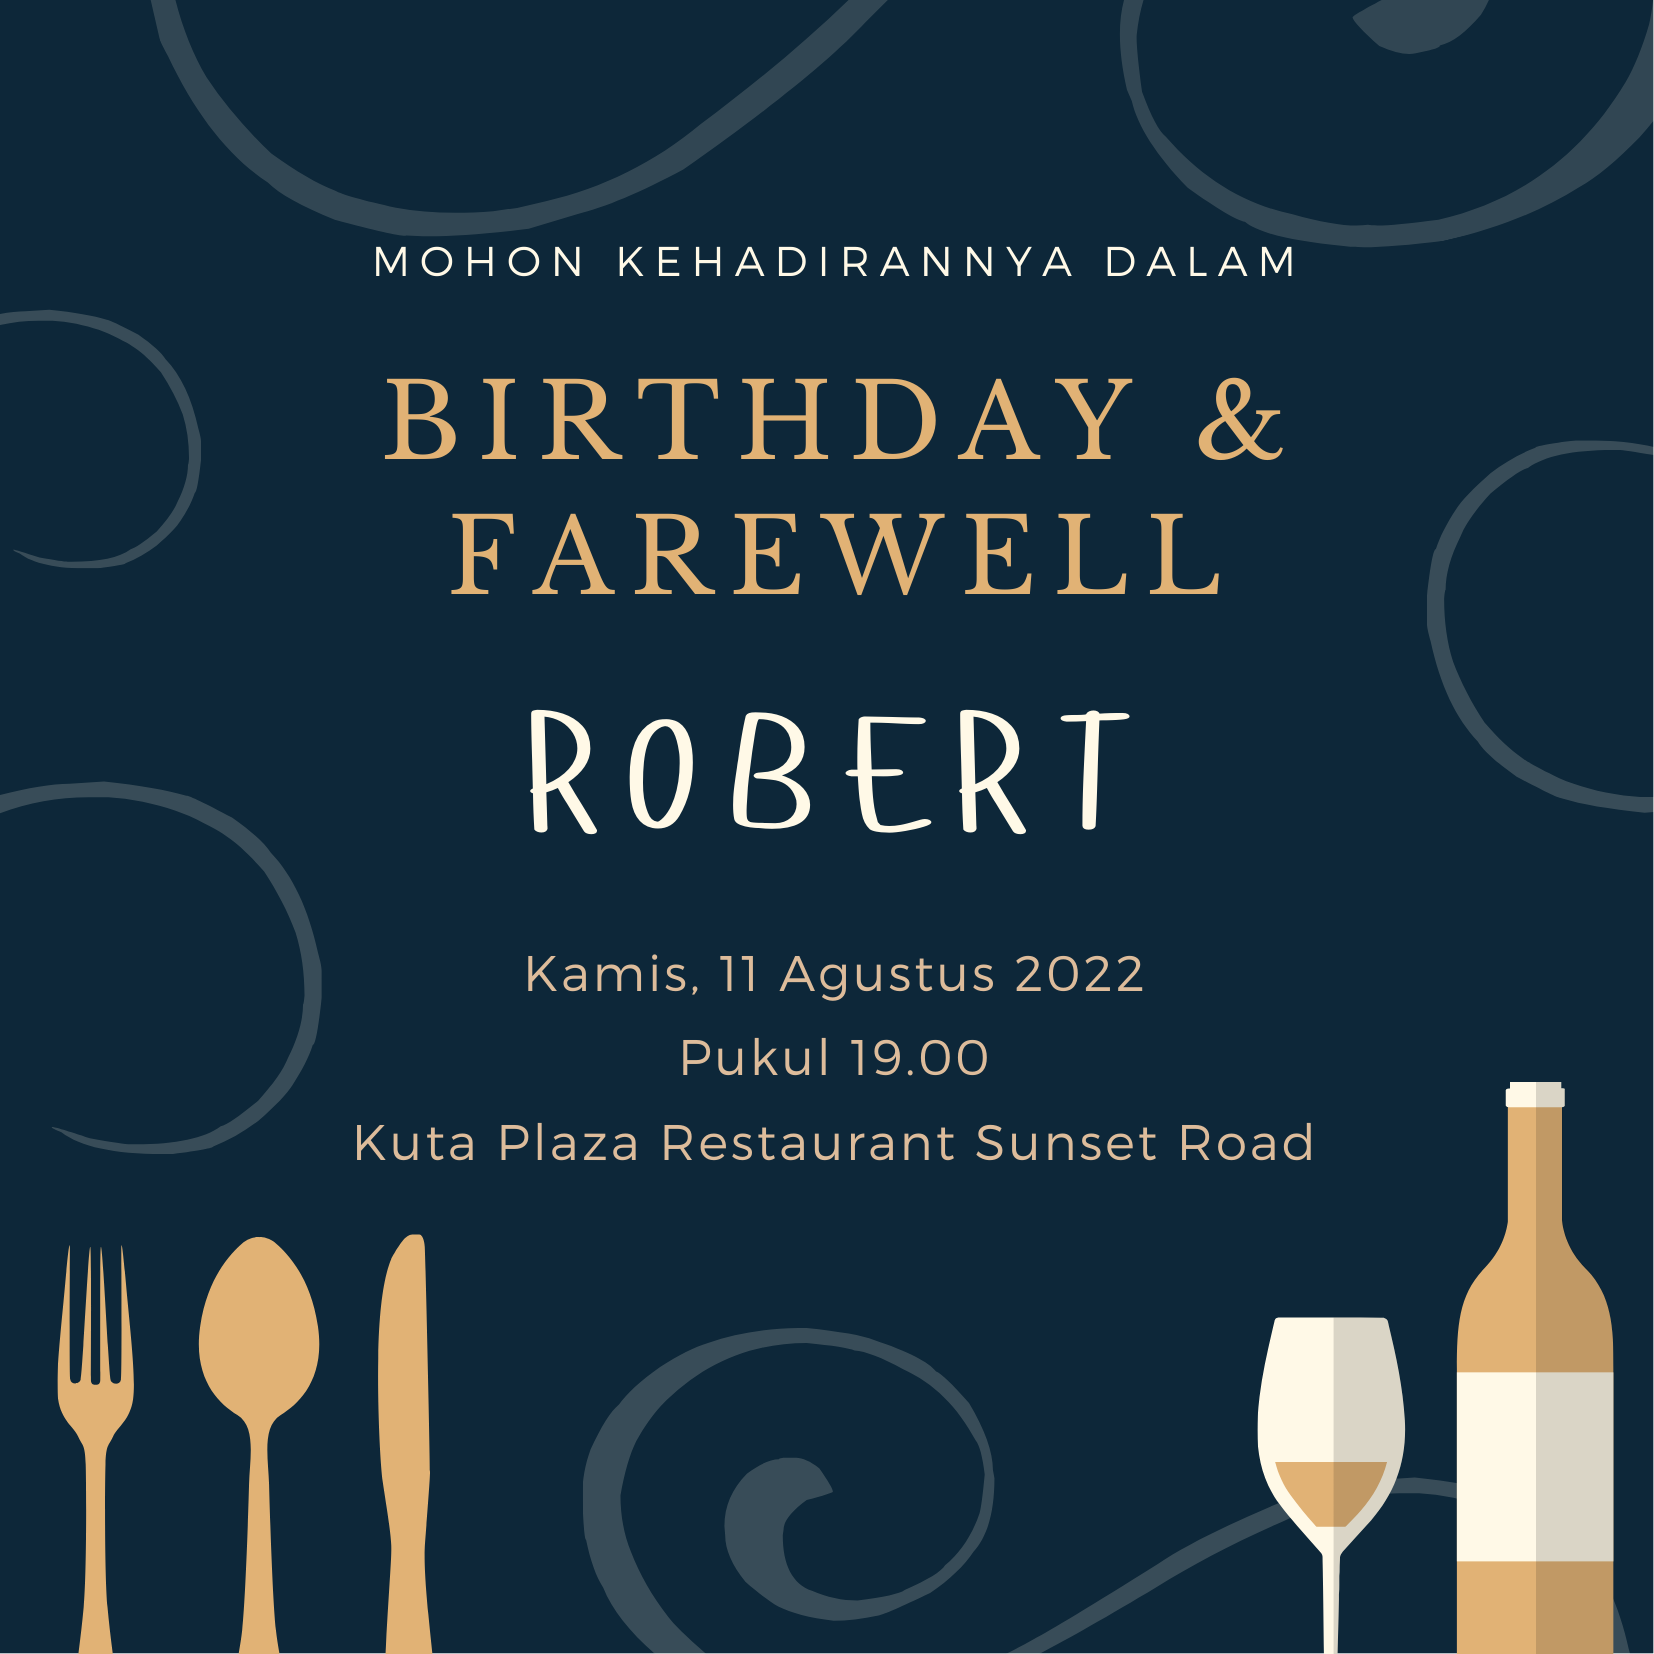 MOHON KEHADIRANNYA DALAM
BIRTHDAY &
FAREWELL
ROBERT
Kamis, 11 Agustus 2022
Pukul 19.00
Kuta Plaza Restaurant Sunset Road